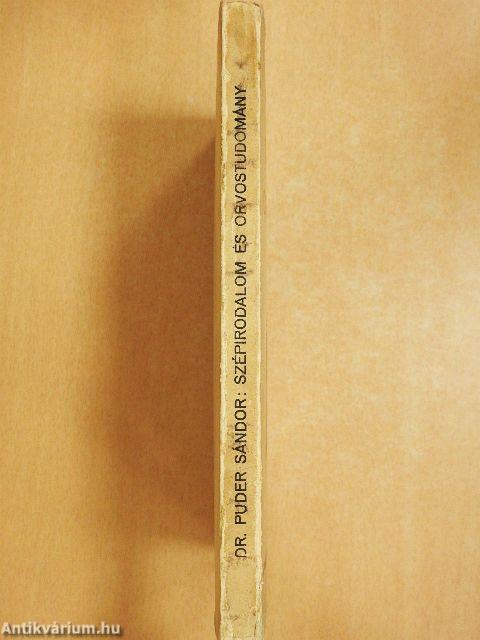 DR. PUDER SÁNDOR: SZÉPIRODALOM ÉS ORVOSTUDOMÁNY
Antikvárium.hu